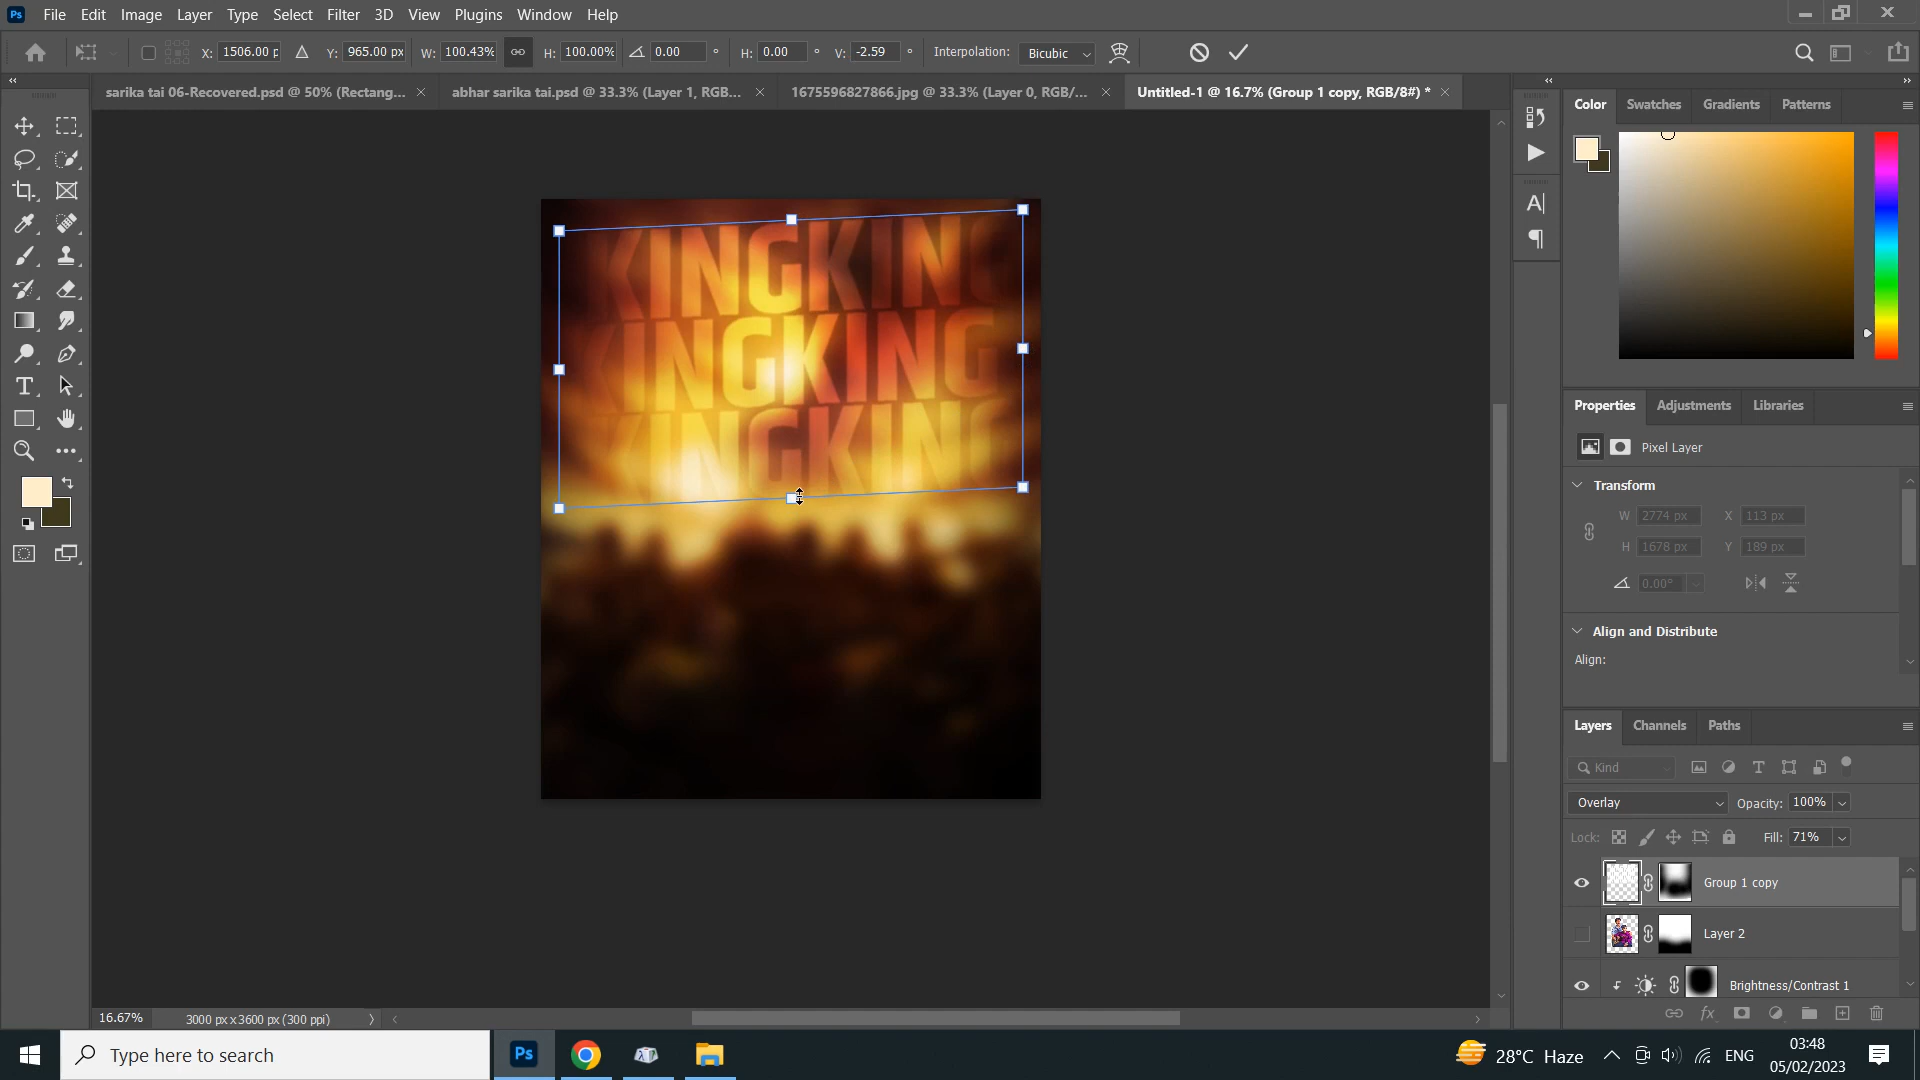 Ps File Edit Image Layer Type Select Filter 3D View Plugins Window Help
X: 1506.00 p Y: 965.00 px W: 100.43% H: 100.00% 0.00 ° H: 0.00 ° V: -2.59 ° Interpolation: Bicubic
sarika tai 06-Recovered.psd @ 50% (Rectang... × abhar sarika tai.psd @ 33.3% (Layer 1, RGB... × 1675596827866.jpg @ 33.3% (Layer 0, RGB/... × Untitled-1 @ 16.7% (Group 1 copy, RGB/8#) * ×
Color Swatches Gradients Patterns
KINGKING
KINGKING
KINGKING
Properties Adjustments Libraries
Pixel Layer
Transform
W 2774 px X 113 px
H 1678 px Y 189 px
0.00°
Align and Distribute
Align:
Layers Channels Paths
Kind
Overlay Opacity: 100%
Lock: Fill: 71%
Group 1 copy
Layer 2
Brightness/Contrast 1
fx
16.67% 3000 px x 3600 px (300 ppi)
Type here to search
Ps
28°C Haze
ENG
03:48
05/02/2023